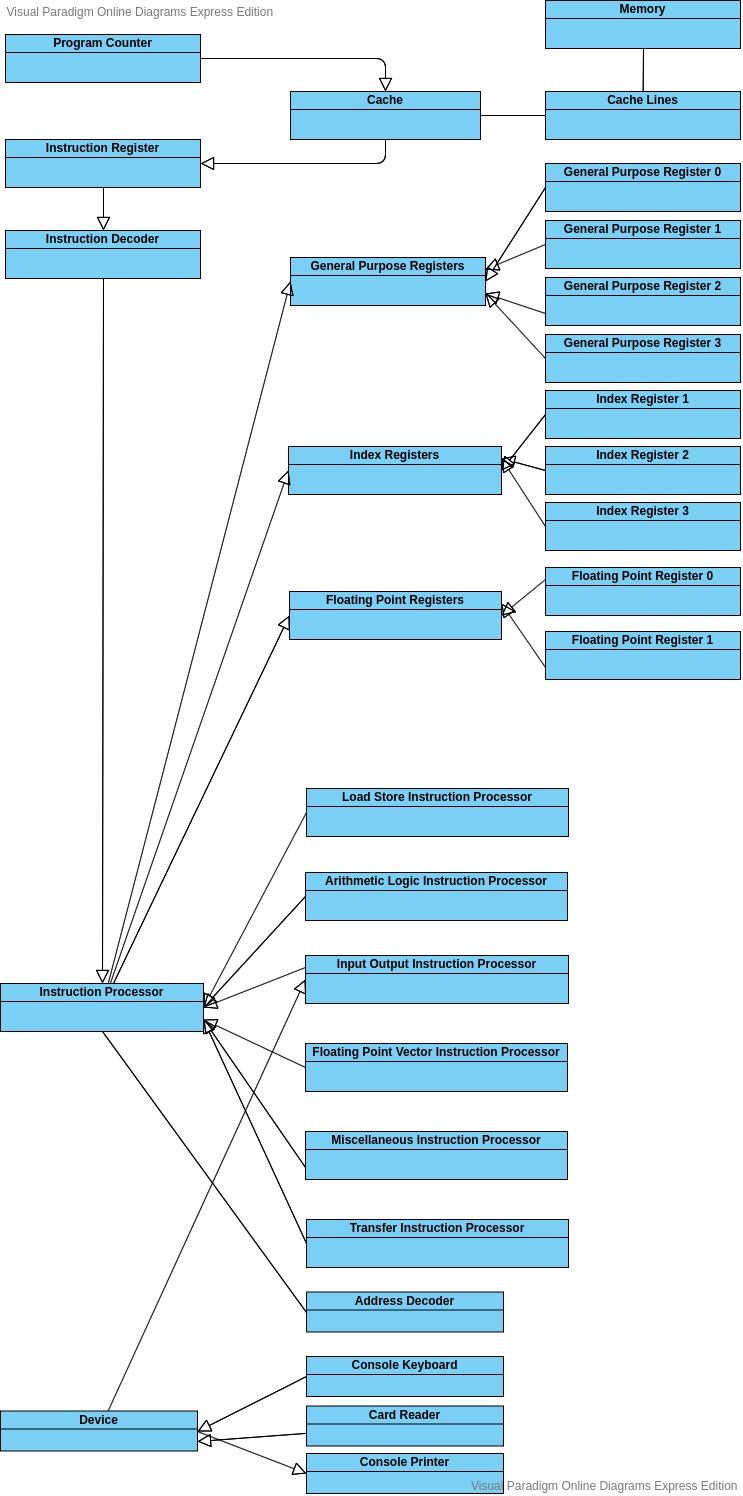 Visual Paradigm Online Diagrams Express Edition
Memory
Program Counter
Cache
Cache Lines
Instruction Register
General Purpose Register 0
General Purpose Register 1
Instruction Decoder
General Purpose Registers
General Purpose Register 2
General Purpose Register 3
Index Register 1
Index Registers
Index Register 2
Index Register 3
Floating Point Register 0
Floating Point Registers
Floating Point Register 1
Load Store Instruction Processor
Arithmetic Logic Instruction Processor
Input Output Instruction Processor
Instruction Processor
Floating Point Vector Instruction Processor
Miscellaneous Instruction Processor
Transfer Instruction Processor
Address Decoder
Console Keyboard
Card Reader
Device
Console Printer
Visual Paradigm Online Diagrams Express Edition